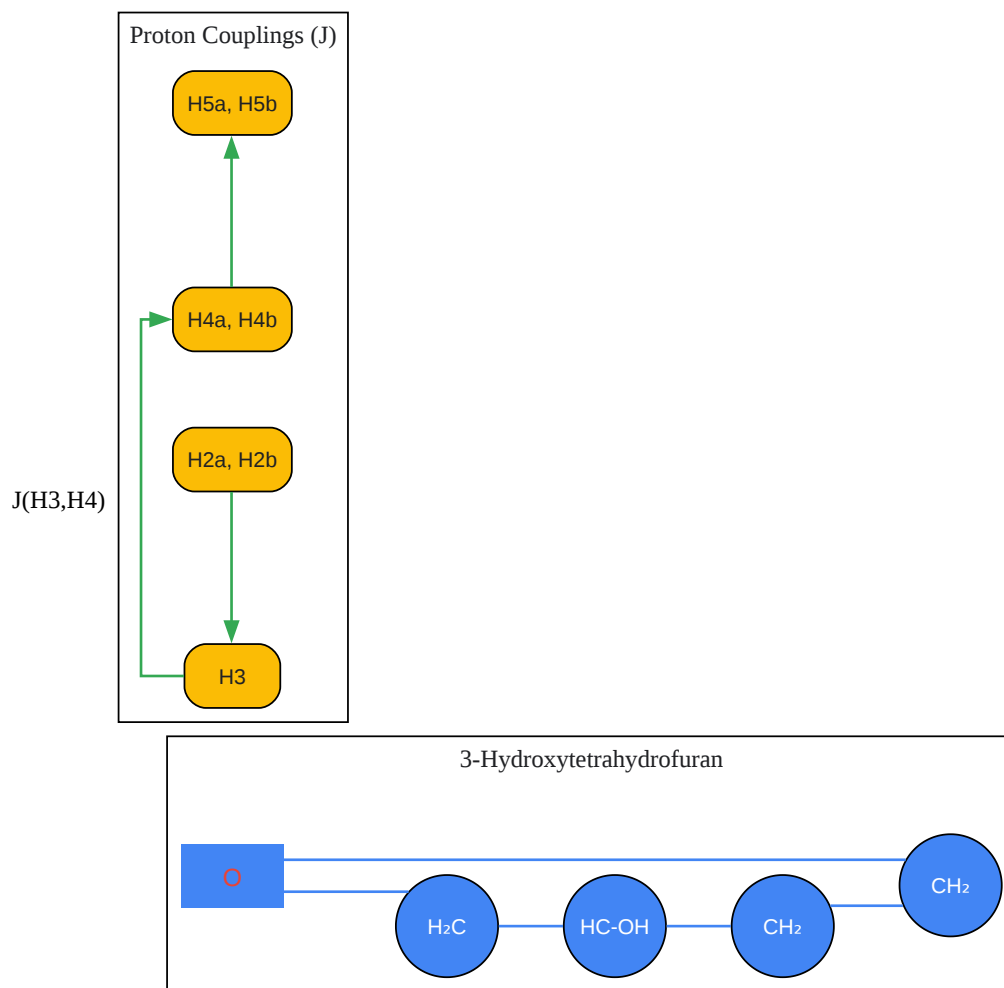 Proton Couplings (J)
H5a, H5b
H4a, H4b
H2a, H2b
J(H3,H4)
H3
3-Hydroxytetrahydrofuran
O
CH₂
H₂C
HC-OH
CH₂